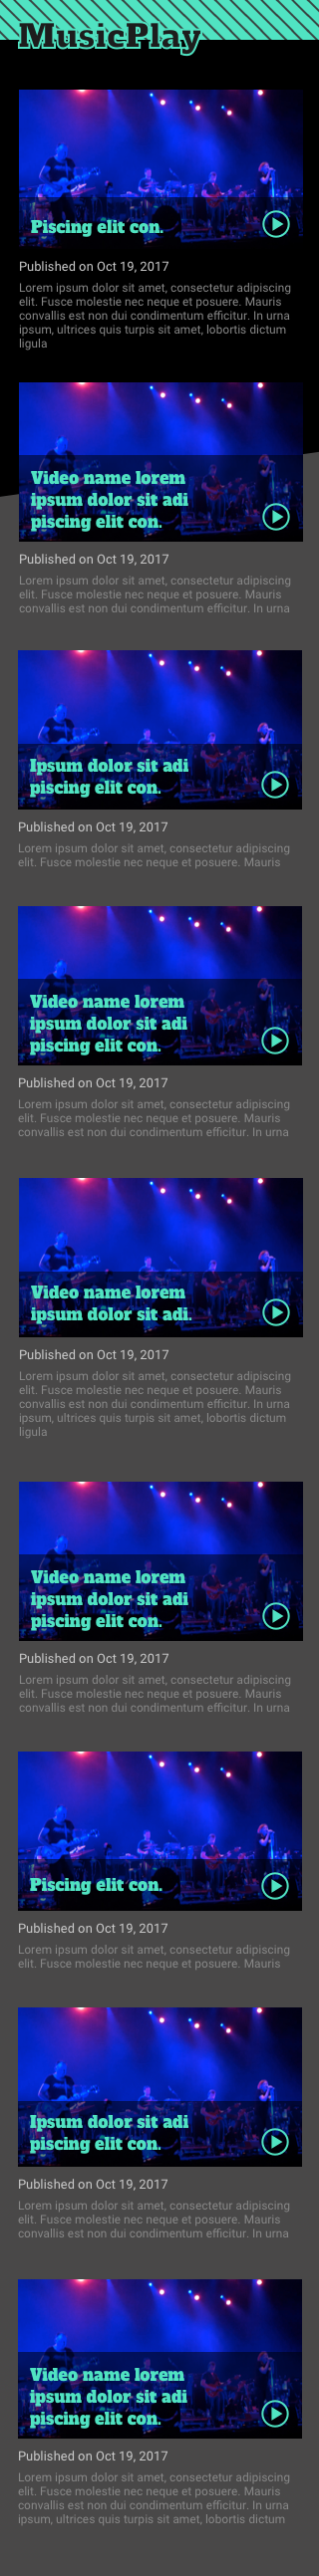 MusicPlay
Piscing elit con.
Published on Oct 19, 2017
Lorem ipsum dolor sit amet, consectetur adipiscing
elit. Fusce molestie nec neque et posuere. Mauris
convallis est non dui condimentum efficitur. In urna
ipsum, ultrices quis turpis sit amet, lobortis dictum
ligula
Video name lorem
ipsum dolor sit adi
piscing elit con.
Published on Oct 19, 2017
Lorem ipsum dolor sit amet, consectetur adipiscing
elit. Fusce molestie nec neque et posuere. Mauris
convallis est non dui condimentum efficitur. In urna
Ipsum dolor sit adi
piscing elit con.
Published on Oct 19, 2017
Lorem ipsum dolor sit amet, consectetur adipiscing
elit. Fusce molestie nec neque et posuere. Mauris
Video name lorem
ipsum dolor sit adi
piscing elit con.
Published on Oct 19, 2017
Lorem ipsum dolor sit amet, consectetur adipiscing
elit. Fusce molestie nec neque et posuere. Mauris
convallis est non dui condimentum efficitur. In urna
Video name lorem
ipsum dolor sit adi.
Published on Oct 19, 2017
Lorem ipsum dolor sit amet, consectetur adipiscing
elit. Fusce molestie nec neque et posuere. Mauris
convallis est non dui condimentum efficitur. In urna
ipsum, ultrices quis turpis sit amet, lobortis dictum
ligula
Video name lorem
ipsum dolor sit adi
piscing elit con.
Published on Oct 19, 2017
Lorem ipsum dolor sit amet, consectetur adipiscing
elit. Fusce molestie nec neque et posuere. Mauris
convallis est non dui condimentum efficitur. In urna
Piscing elit con.
Published on Oct 19, 2017
Lorem ipsum dolor sit amet, consectetur adipiscing
elit. Fusce molestie nec neque et posuere. Mauris
Ipsum dolor sit adi
piscing elit con.
Published on Oct 19, 2017
Lorem ipsum dolor sit amet, consectetur adipiscing
elit. Fusce molestie nec neque et posuere. Mauris
convallis est non dui condimentum efficitur. In urna
Video name lorem
ipsum dolor sit adi
piscing elit con.
Published on Oct 19, 2017
Lorem ipsum dolor sit amet, consectetur adipiscing
elit. Fusce molestie nec neque et posuere. Mauris
convallis est non dui condimentum efficitur. In urna
ipsum, ultrices quis turpis sit amet, lobortis dictum